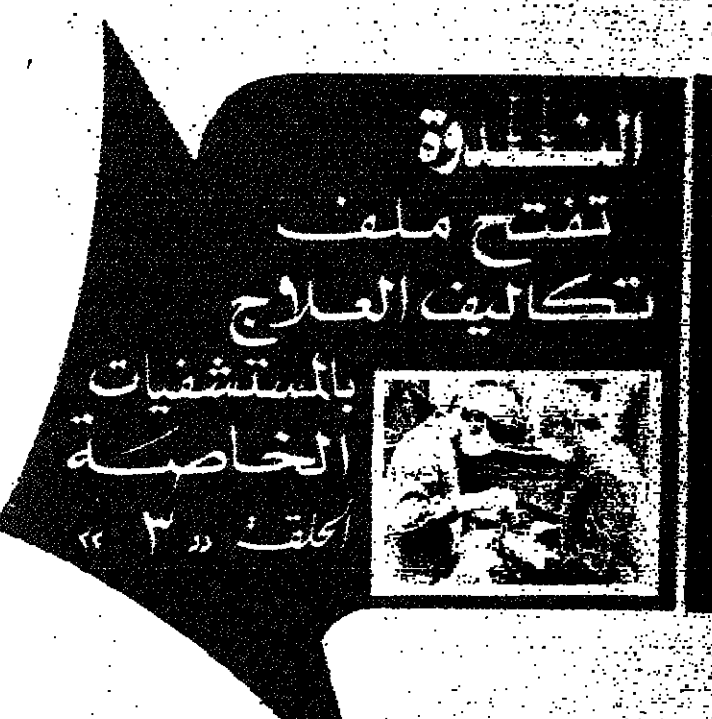 الندوة
تفتح ملف
تكاليف العلاج
بالمستشفيات
الخاصة
الحلقة «٣»